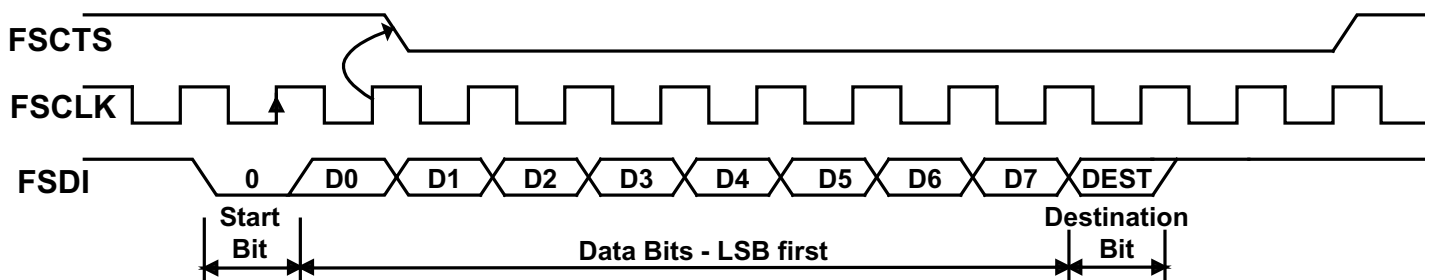 FSCTS
FSCLK
FSDI
0
D0
D1
D2
D3
D4
D5
D6
D7
DEST
Start
Bit
Data Bits - LSB first
Destination
Bit